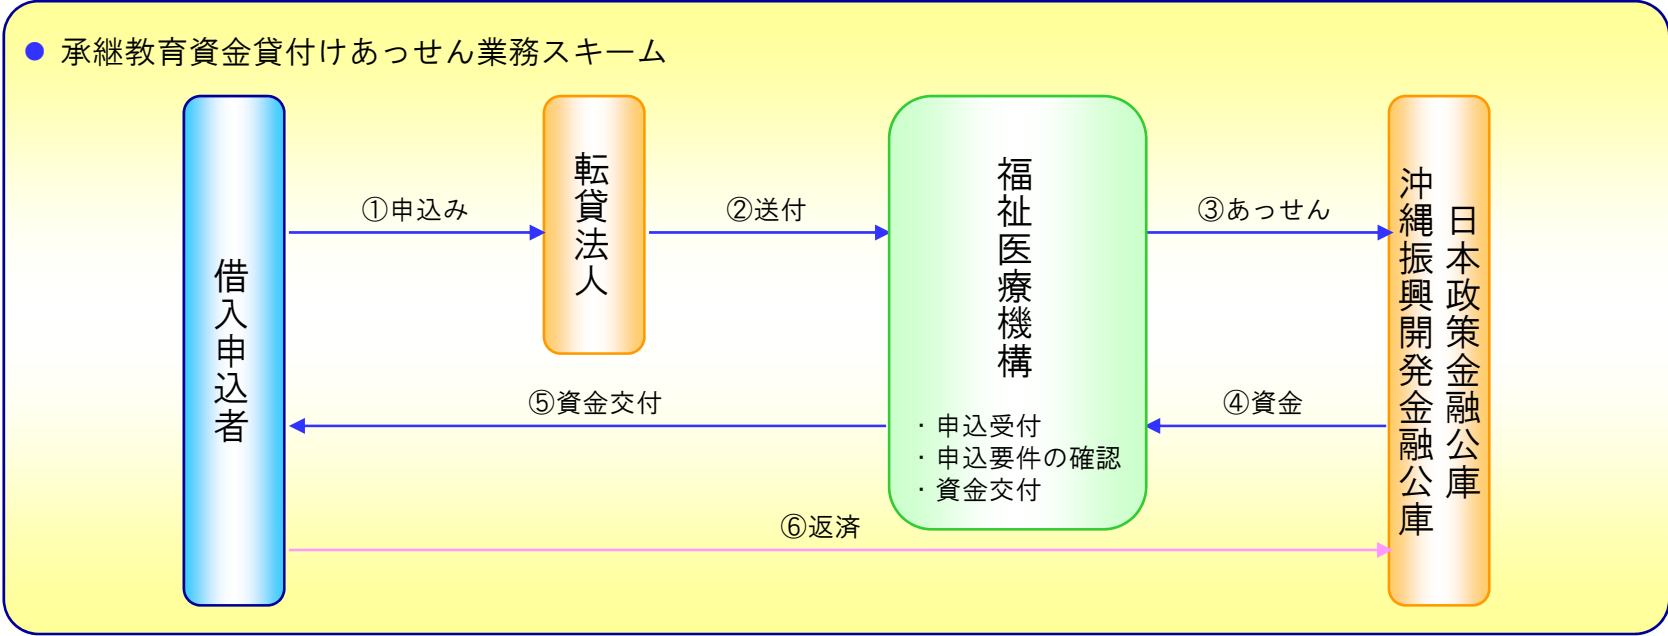 ● 承継教育資金貸付けあっせん業務スキーム
借入申込者
①申込み
転貸法人
②送付
福祉医療機構
・申込受付
・申込要件の確認
・資金交付
③あっせん
日本政策金融公庫
沖縄振興開発金融公庫
④資金
⑤資金交付
⑥返済